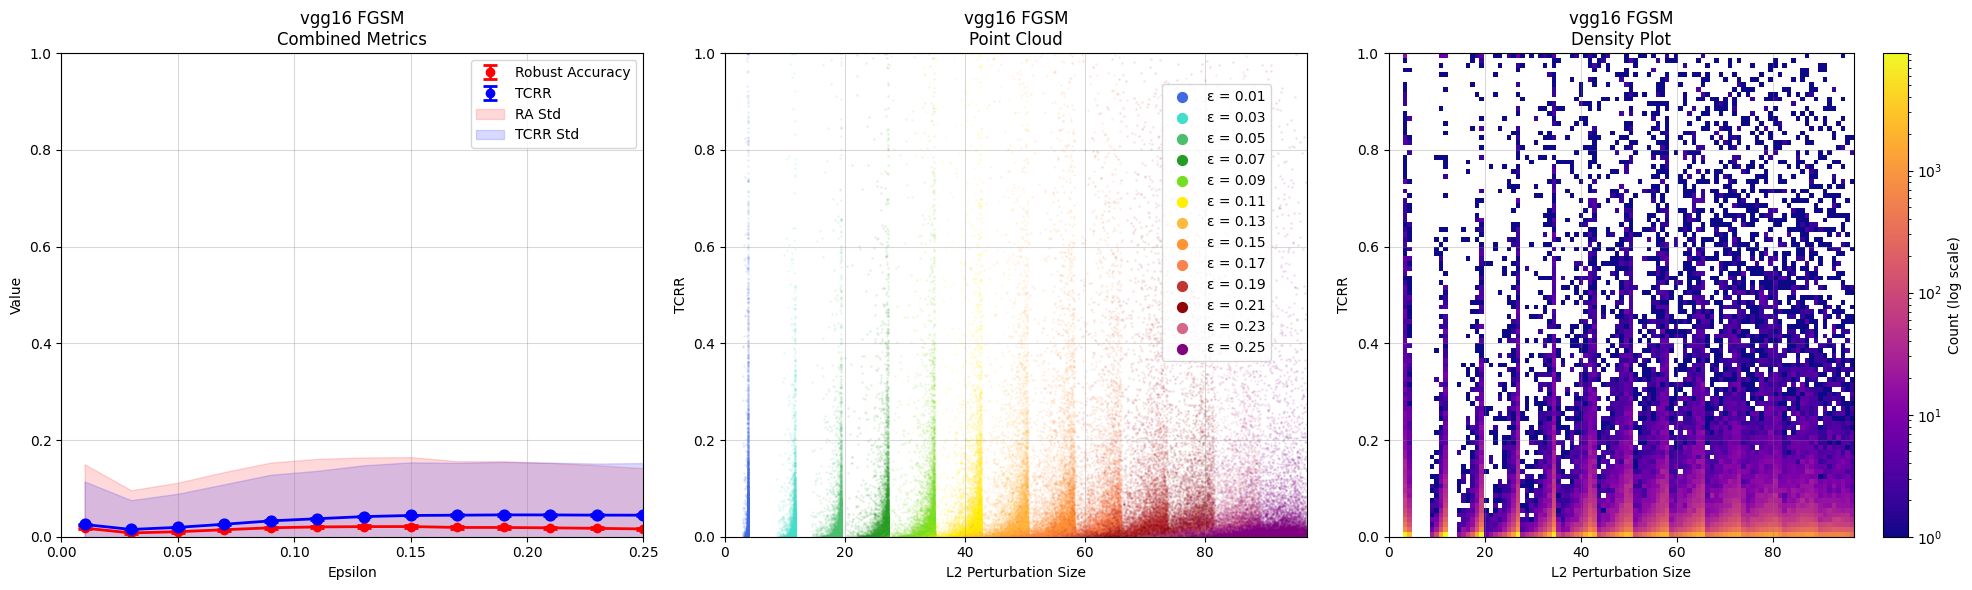 vgg16 FGSM
Combined Metrics
Value
1.0
0.8
0.6
0.4
0.2
0.0
0.00
0.05
0.10
0.15
0.20
0.25
Epsilon
Robust Accuracy
TCRR
RA Std
TCRR Std
vgg16 FGSM
Point Cloud
TCRR
1.0
0.8
0.6
0.4
0.2
0.0
0
20
40
60
80
L2 Perturbation Size
ε = 0.01
ε = 0.03
ε = 0.05
ε = 0.07
ε = 0.09
ε = 0.11
ε = 0.13
ε = 0.15
ε = 0.17
ε = 0.19
ε = 0.21
ε = 0.23
ε = 0.25
vgg16 FGSM
Density Plot
TCRR
1.0
0.8
0.6
0.4
0.2
0.0
0
20
40
60
80
L2 Perturbation Size
10³
10²
10¹
10⁰
Count (log scale)